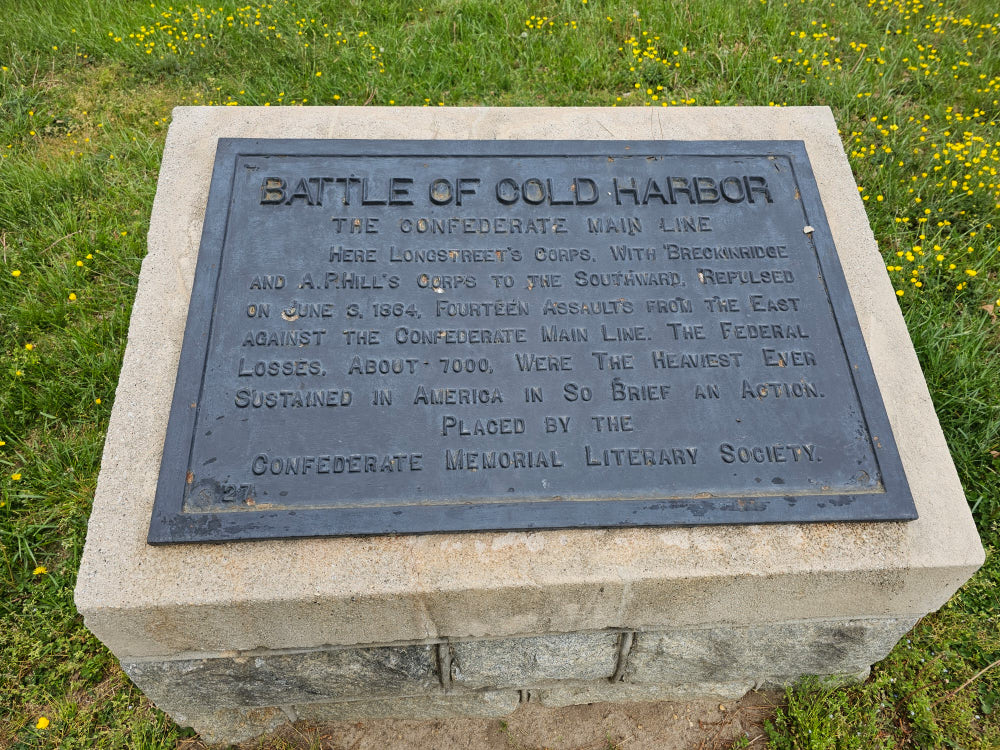 BATTLE OF COLD HARBOR
THE CONFEDERATE MAIN LINE
HERE LONGSTREET'S CORPS, WITH BRECKINRIDGE
AND A.P. HILL'S CORPS TO THE SOUTHWARD, REPULSED
ON JUNE 3, 1864, FOURTEEN ASSAULTS FROM THE EAST
AGAINST THE CONFEDERATE MAIN LINE. THE FEDERAL
LOSSES, ABOUT 7000, WERE THE HEAVIEST EVER
SUSTAINED IN AMERICA IN SO BRIEF AN ACTION.
PLACED BY THE
CONFEDERATE MEMORIAL LITERARY SOCIETY.
27